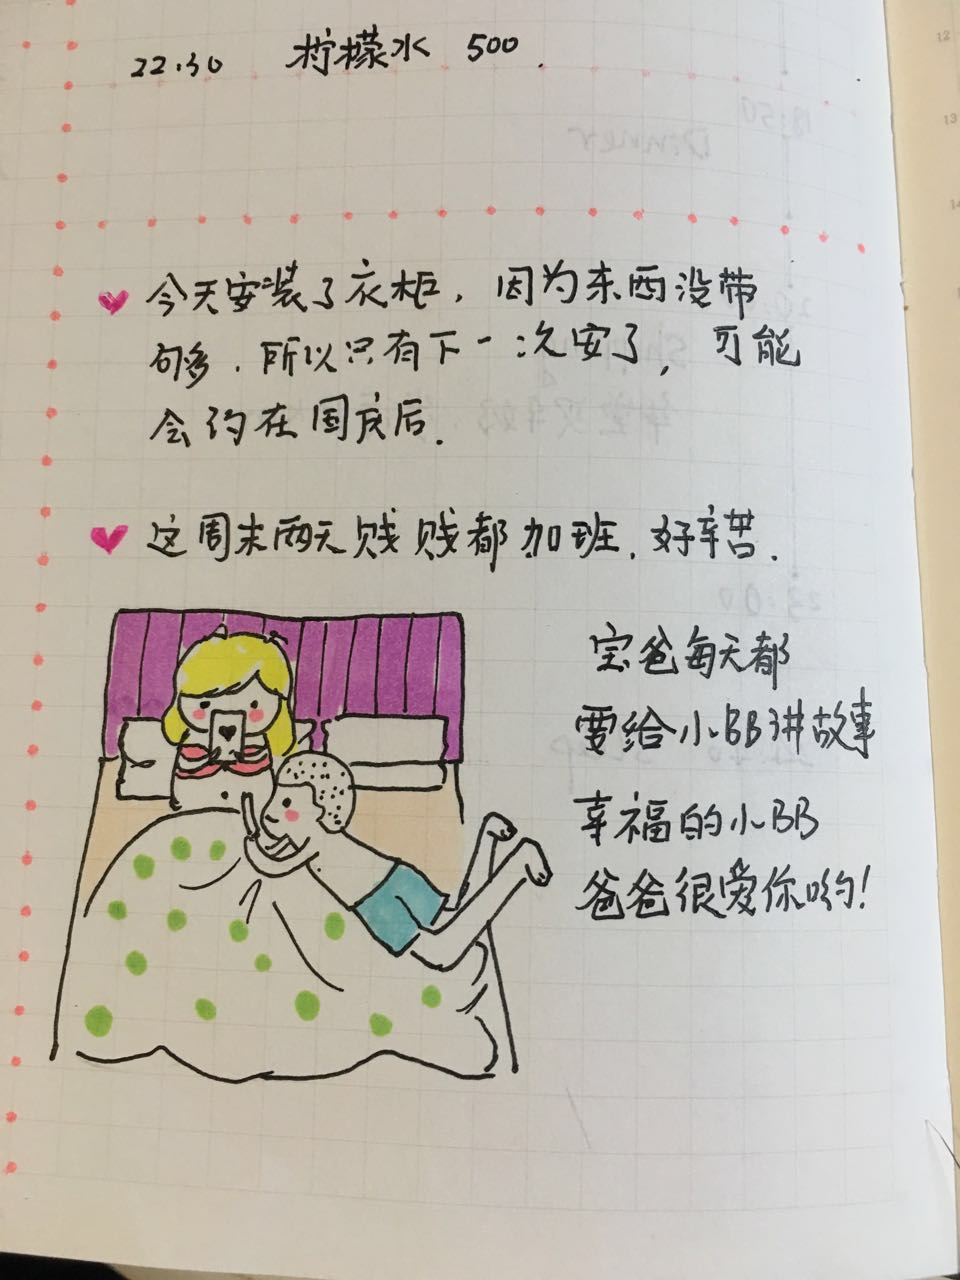 22:30 柠檬水 500.
今天安装了衣柜，因为东西没带
够多，所以只有下一次安了，可能
会约在国庆后.
这周末两天贱贱都加班，好辛苦.
宝爸每天都
要给小BB讲故事
幸福的小BB
爸爸很爱你哟!
Dinner